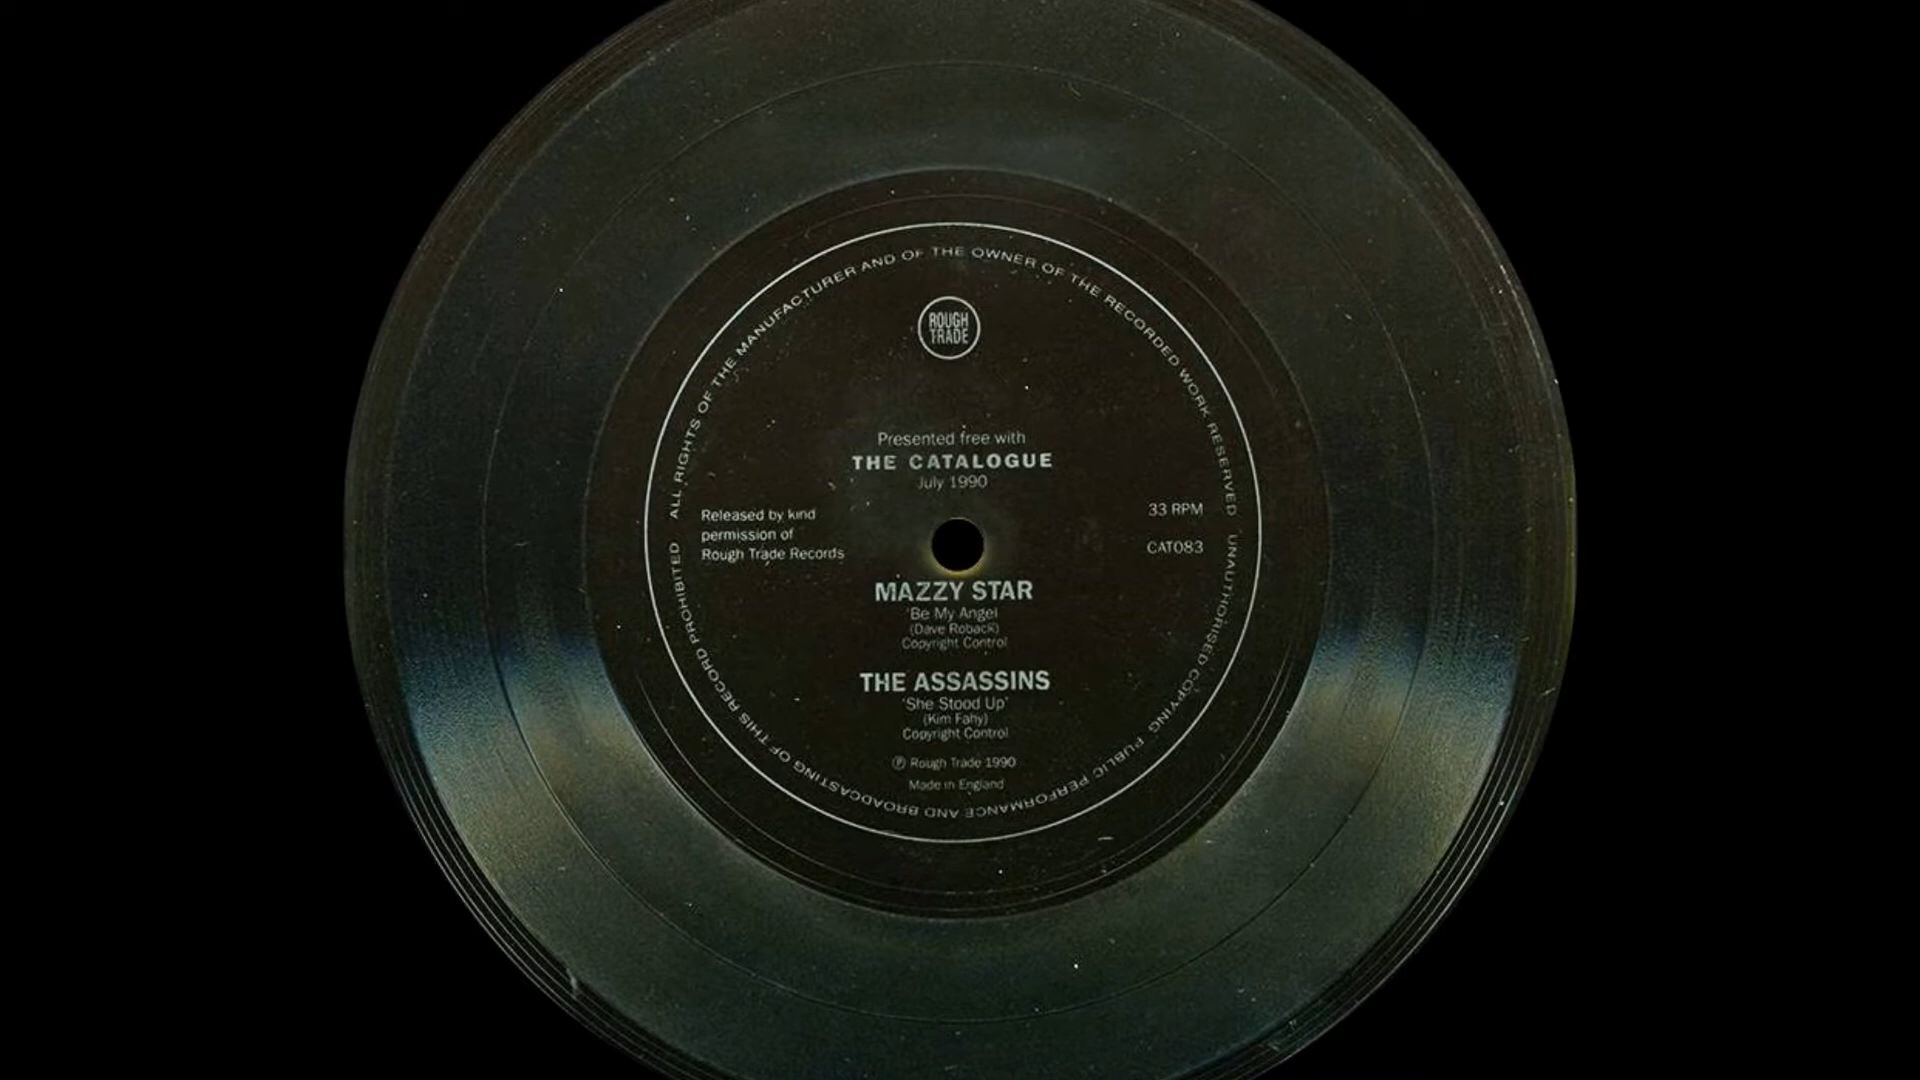 ALL RIGHTS OF THE MANUFACTURER AND OF THE OWNER OF THE RECORDED WORK RESERVED UNAUTHORISED COPYING PUBLIC PERFORMANCE AND BROADCASTING OF THIS RECORD PROHIBITED
ROUGH
TRADE
Presented free with
THE CATALOGUE
July 1990
Released by kind
permission of
Rough Trade Records
33 RPM
CAT083
MAZZY STAR
'Be My Angel
(Dave Roback)
Copyright Control
THE ASSASSINS
'She Stood Up'
(Kim Fahy)
Copyright Control
Ⓟ Rough Trade 1990
Made in England